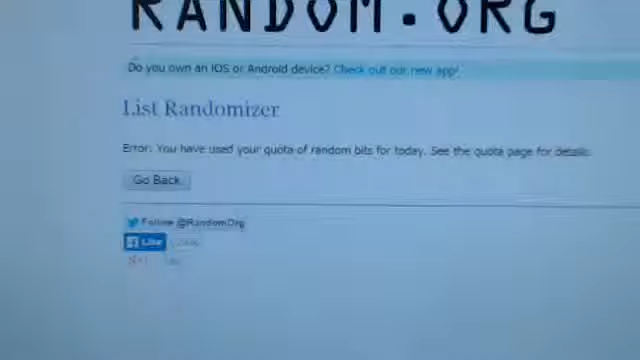 RANDOM.ORG
Do you own an iOS or Android device? Check out our new app!
List Randomizer
Error: You have used your quota of random bits for today. See the quota page for details.
Go Back
Follow @RandomOrg
Like